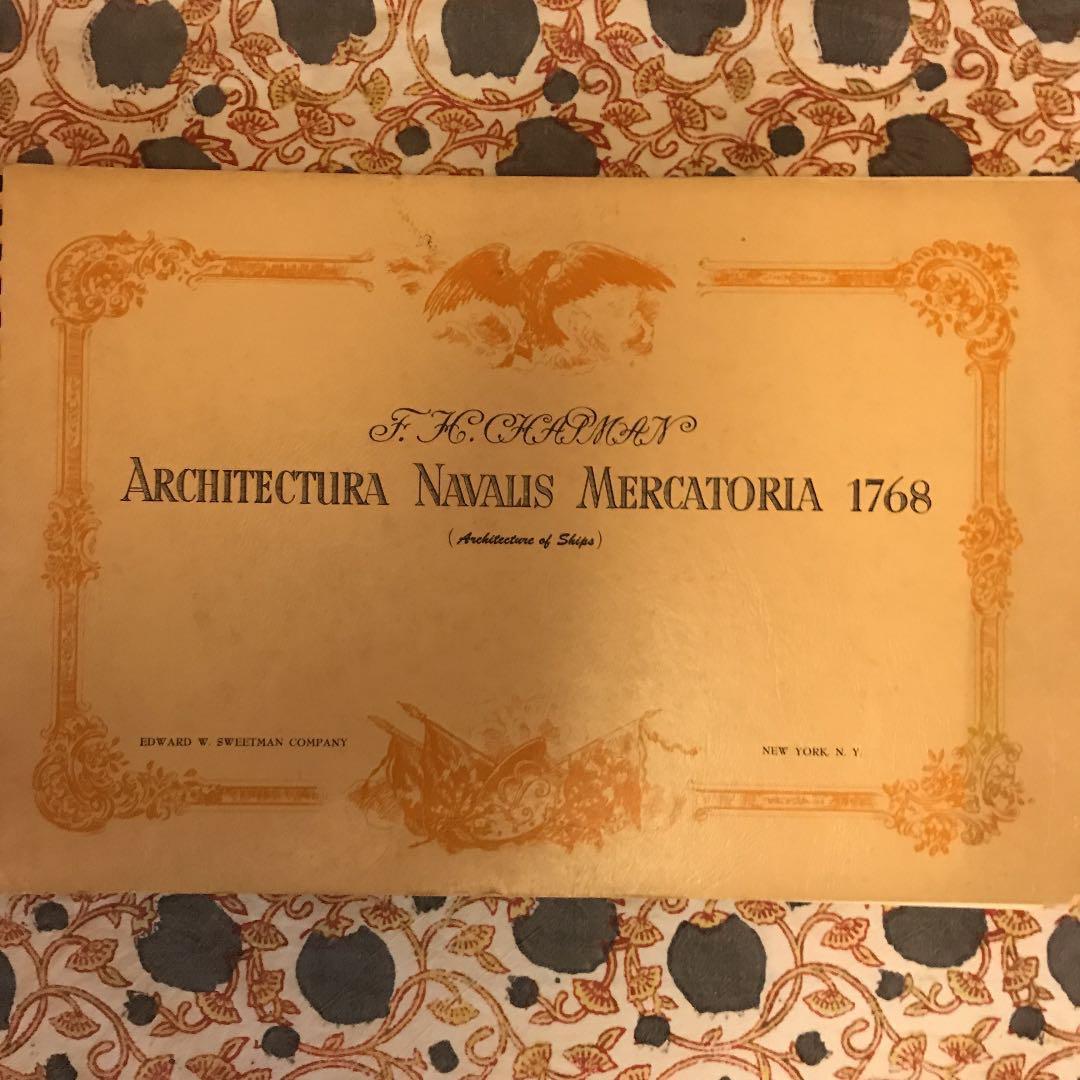 F. H. CHAPMAN
ARCHITECTURA NAVALIS MERCATORIA 1768
(Architecture of Ships)
EDWARD W. SWEETMAN COMPANY
NEW YORK, N. Y.